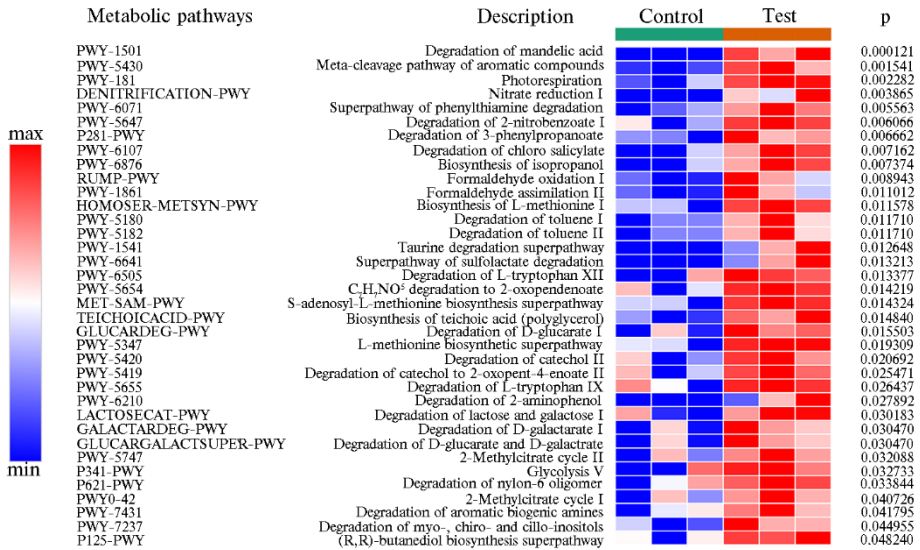 Metabolic pathways Description Control Test p
PWY-1501 Degradation of mandelic acid 0.000121
PWY-5430 Meta-cleavage pathway of aromatic compounds 0.001541
PWY-181 Photorespiration 0.002282
DENITRIFICATION-PWY Nitrate reduction I 0.003865
PWY-6071 Superpathway of phenylthiamine degradation 0.005563
PWY-5647 Degradation of 2-nitrobenzoate I 0.006066
P281-PWY Degradation of 3-phenylpropanoate 0.006662
max
PWY-6107 Degradation of chloro salicylate 0.007162
PWY-6876 Biosynthesis of isopropanol 0.007374
RUMP-PWY Formaldehyde oxidation I 0.008943
PWY-1861 Formaldehyde assimilation II 0.011012
HOMOSER-METSYN-PWY Biosynthesis of L-methionine I 0.011578
PWY-5180 Degradation of toluene I 0.011710
PWY-5182 Degradation of toluene II 0.011710
PWY-1541 Taurine degradation superpathway 0.012648
PWY-6641 Superpathway of sulfolactate degradation 0.013213
PWY-6505 Degradation of L-tryptophan XII 0.013377
PWY-5654 C₇H₇NO⁵ degradation to 2-oxopendenoate 0.014219
MET-SAM-PWY S-adenosyl-L-methionine biosynthesis superpathway 0.014324
TEICHOICACID-PWY Biosynthesis of teichoic acid (polyglycerol) 0.014840
GLUCARDEG-PWY Degradation of D-glucarate I 0.015503
PWY-5347 L-methionine biosynthetic superpathway 0.019309
PWY-5420 Degradation of catechol II 0.020692
PWY-5419 Degradation of catechol to 2-oxopent-4-enoate II 0.025471
PWY-5655 Degradation of L-tryptophan IX 0.026437
PWY-6210 Degradation of 2-aminophenol 0.027892
LACTOSECAT-PWY Degradation of lactose and galactose I 0.030183
GALACTARDEG-PWY Degradation of D-galactarate I 0.030470
GLUCARGALACTSUPER-PWY Degradation of D-glucarate and D-galactrate 0.030470
PWY-5747 2-Methylcitrate cycle II 0.032088
min
P341-PWY Glycolysis V 0.032733
P621-PWY Degradation of nylon-6 oligomer 0.033844
PWY0-42 2-Methylcitrate cycle I 0.040726
PWY-7431 Degradation of aromatic biogenic amines 0.041795
PWY-7237 Degradation of myo-, chiro- and cillo-inositols 0.044955
P125-PWY (R,R)-butanediol biosynthesis superpathway 0.048240